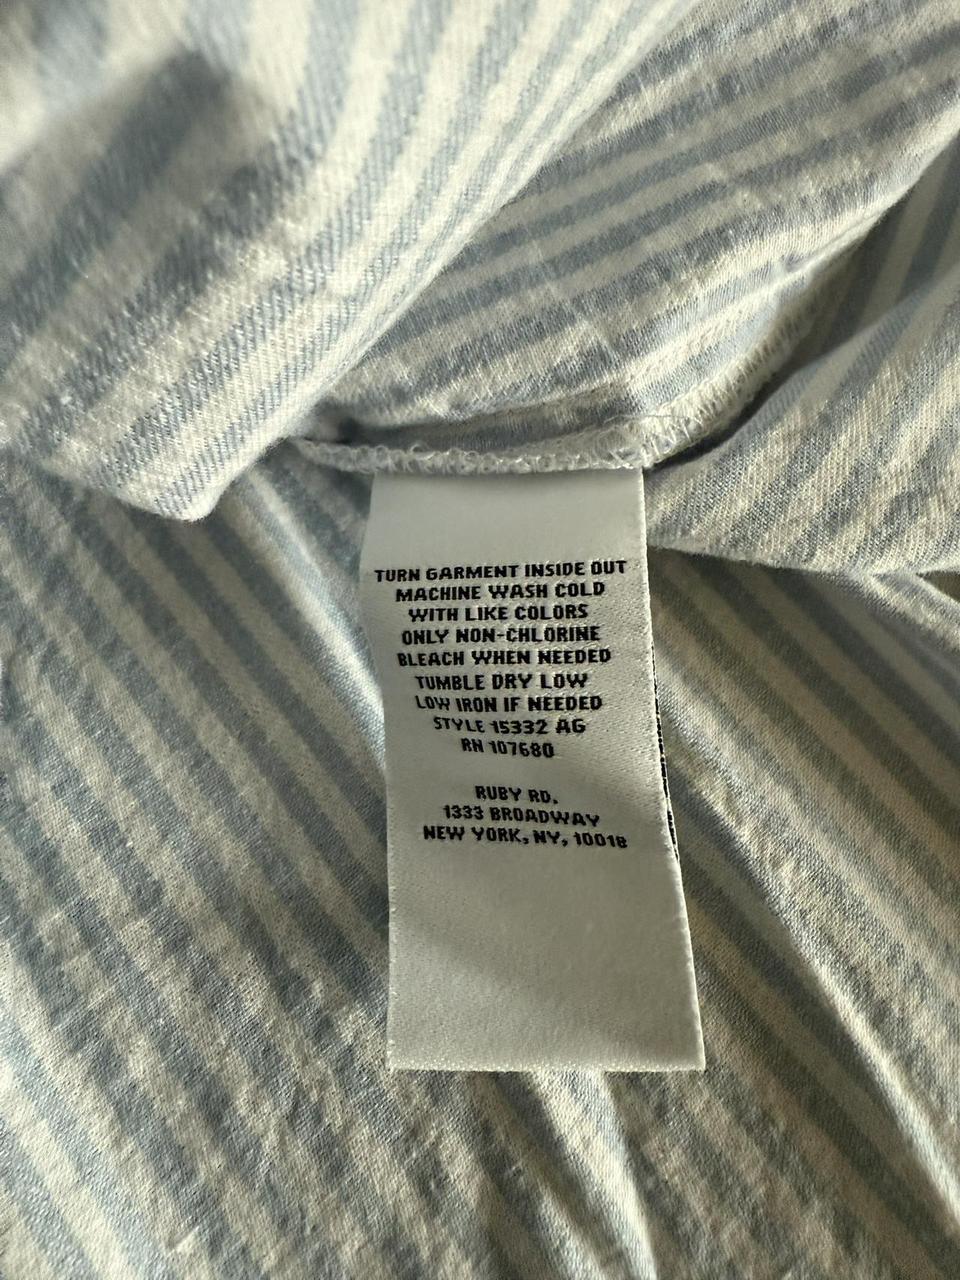 TURN GARMENT INSIDE OUT
MACHINE WASH COLD
WITH LIKE COLORS
ONLY NON-CHLORINE
BLEACH WHEN NEEDED
TUMBLE DRY LOW
LOW IRON IF NEEDED
STYLE 15332 AG
RN 107680
RUBY RD.
1333 BROADWAY
NEW YORK, NY, 10018